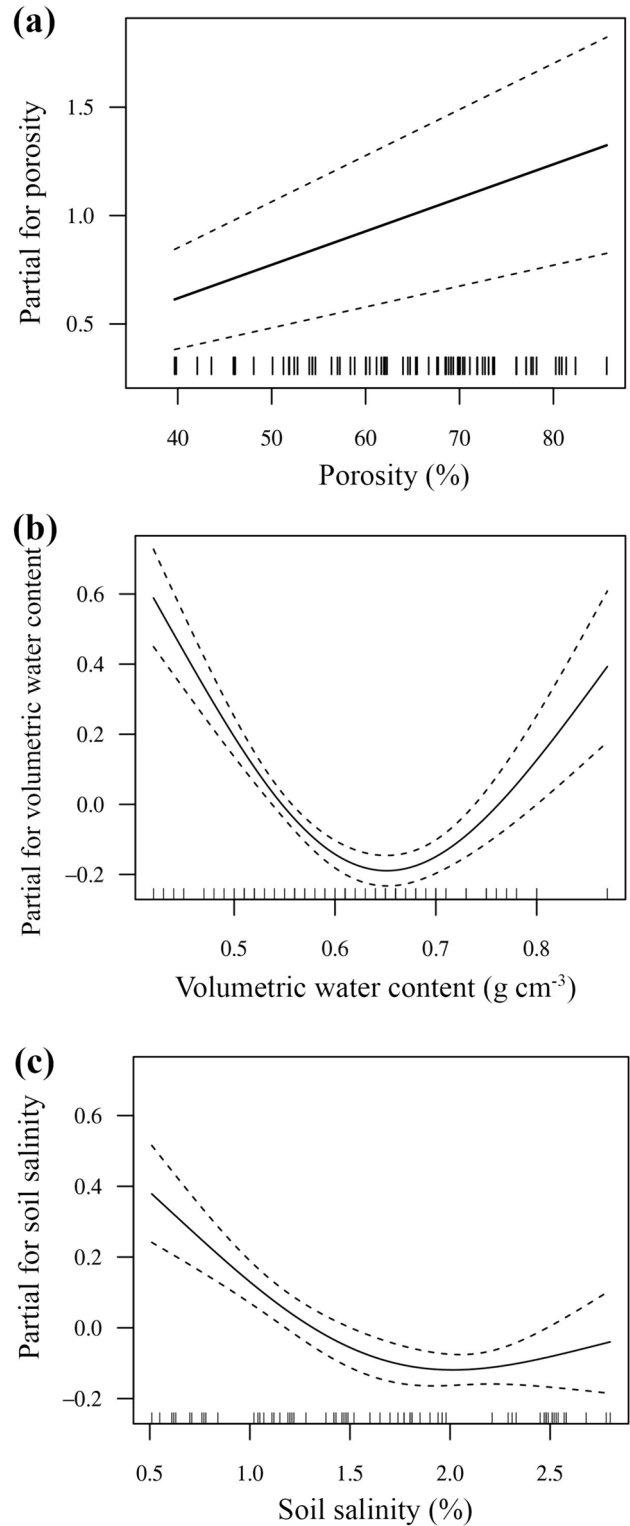 (a)
Partial for porosity
1.5
1.0
0.5
40 50 60 70 80
Porosity (%)
(b)
Partial for volumetric water content
0.6
0.4
0.2
0.0
−0.2
0.5 0.6 0.7 0.8
Volumetric water content (g cm⁻³)
(c)
Partial for soil salinity
0.6
0.4
0.2
0.0
−0.2
0.5 1.0 1.5 2.0 2.5
Soil salinity (%)